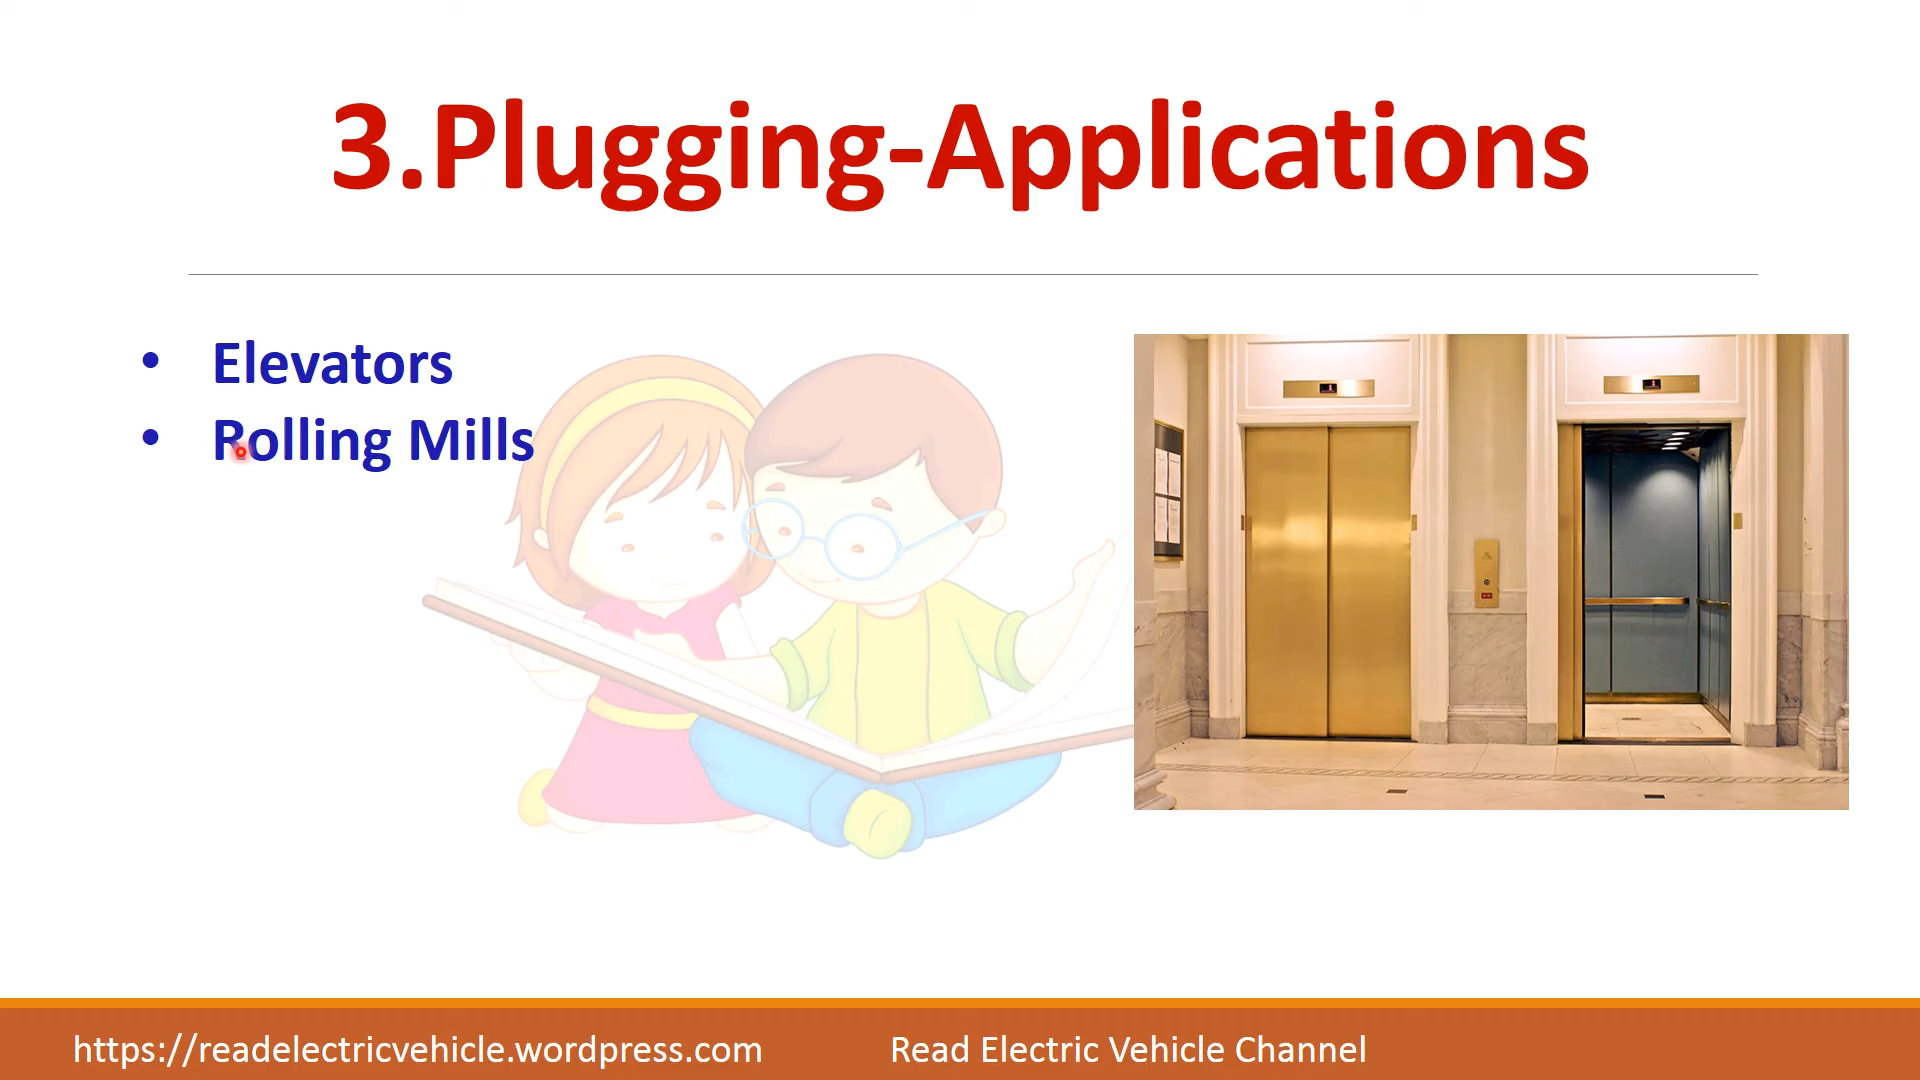 3.Plugging-Applications
• Elevators
• Rolling Mills
https://readelectricvehicle.wordpress.com
Read Electric Vehicle Channel